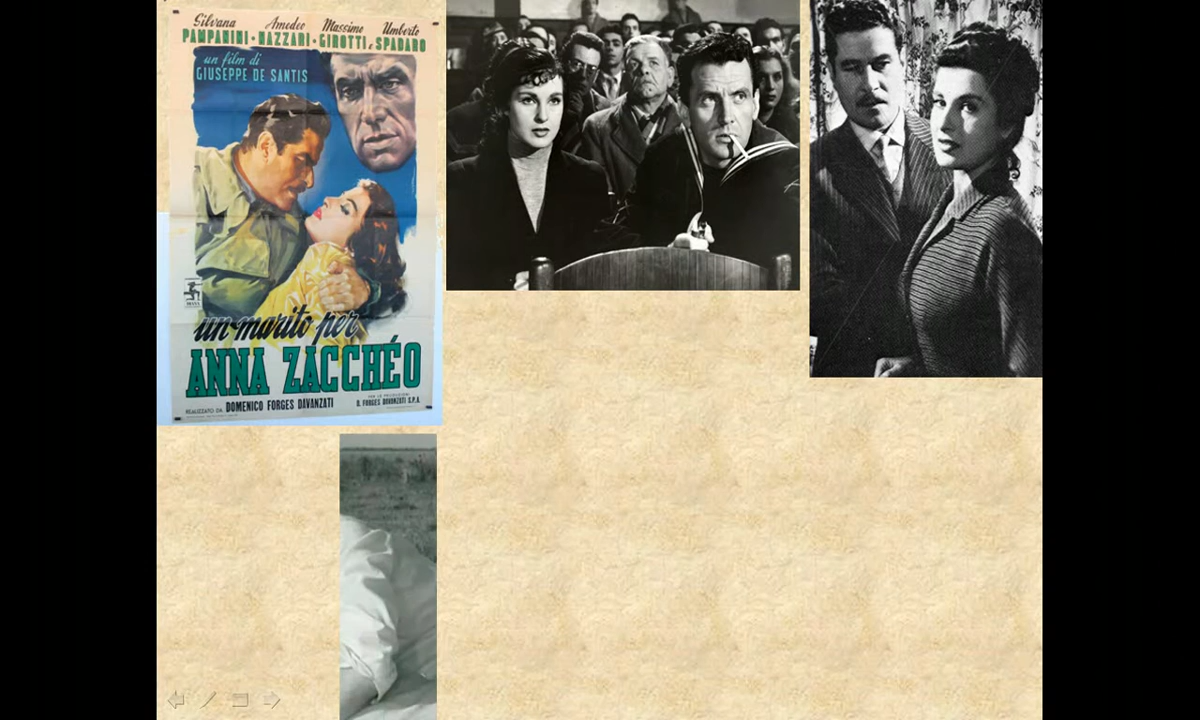 Silvana Amedeo Massimo Umberto
PAMPANINI • NAZZARI • GIROTTI e SPADARO
un film di
GIUSEPPE DE SANTIS
un marito per
ANNA ZACCHÉO
REALIZZATO DA DOMENICO FORGES DAVANZATI
D. FORGES DAVANZATI S.P.A.